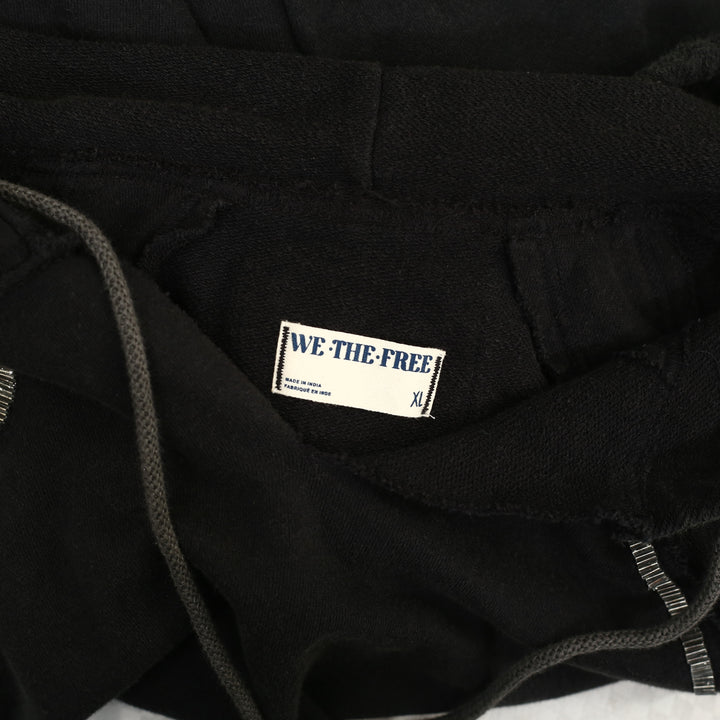 WE·THE·FREE
MADE IN INDIA
FABRIQUÉ EN INDE
XL